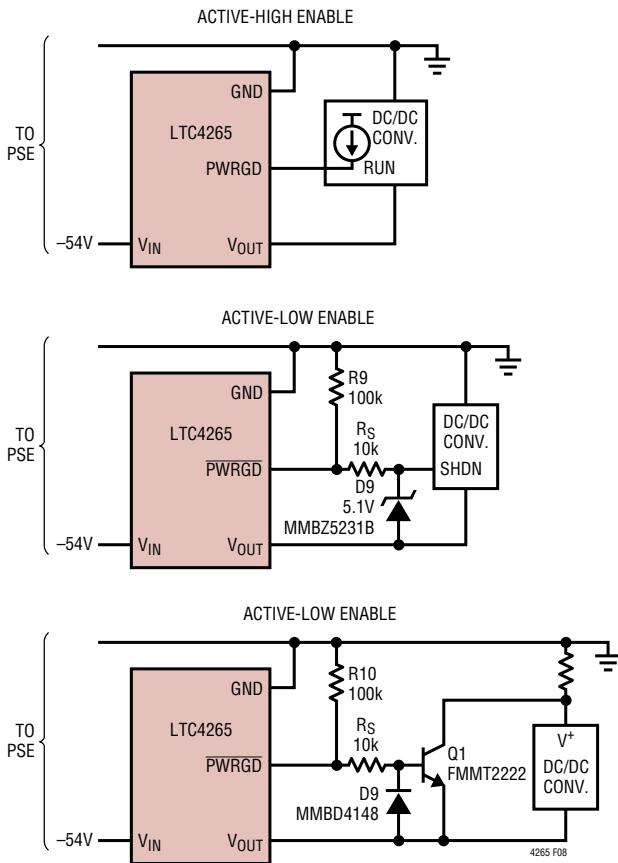 ACTIVE-HIGH ENABLE
GND
LTC4265
DC/DC
CONV.
TO
PSE
PWRGD
RUN
–54V
VIN
VOUT
ACTIVE-LOW ENABLE
R9
100k
GND
LTC4265
RS
10k
DC/DC
CONV.
TO
PSE
PWRGD
SHDN
D9
5.1V
MMBZ5231B
–54V
VIN
VOUT
ACTIVE-LOW ENABLE
R10
100k
GND
LTC4265
RS
10k
TO
PSE
PWRGD
Q1
FMMT2222
V+
DC/DC
CONV.
D9
MMBD4148
–54V
VIN
VOUT
4265 F08